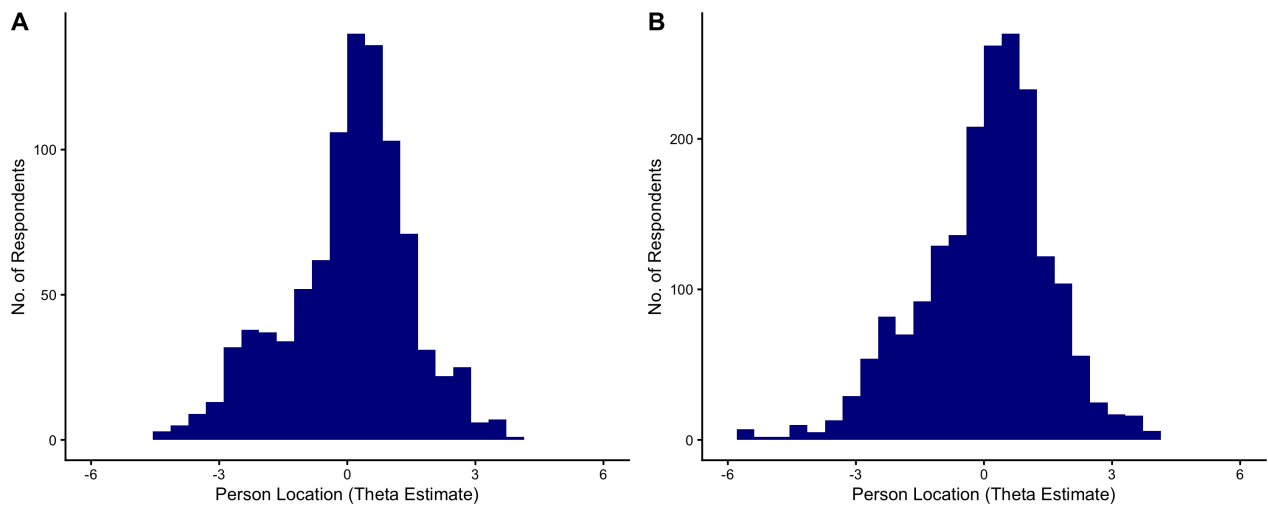 A
No. of Respondents
100
50
0
-6 -3 0 3 6
Person Location (Theta Estimate)
B
No. of Respondents
200
100
0
-6 -3 0 3 6
Person Location (Theta Estimate)